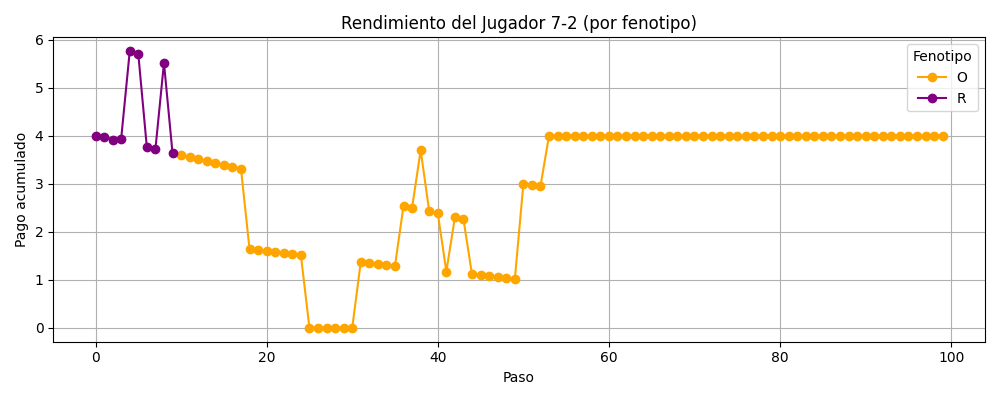 Rendimiento del Jugador 7-2 (por fenotipo)
Pago acumulado
6
5
4
3
2
1
0
0
20
40
60
80
100
Paso
Fenotipo
O
R